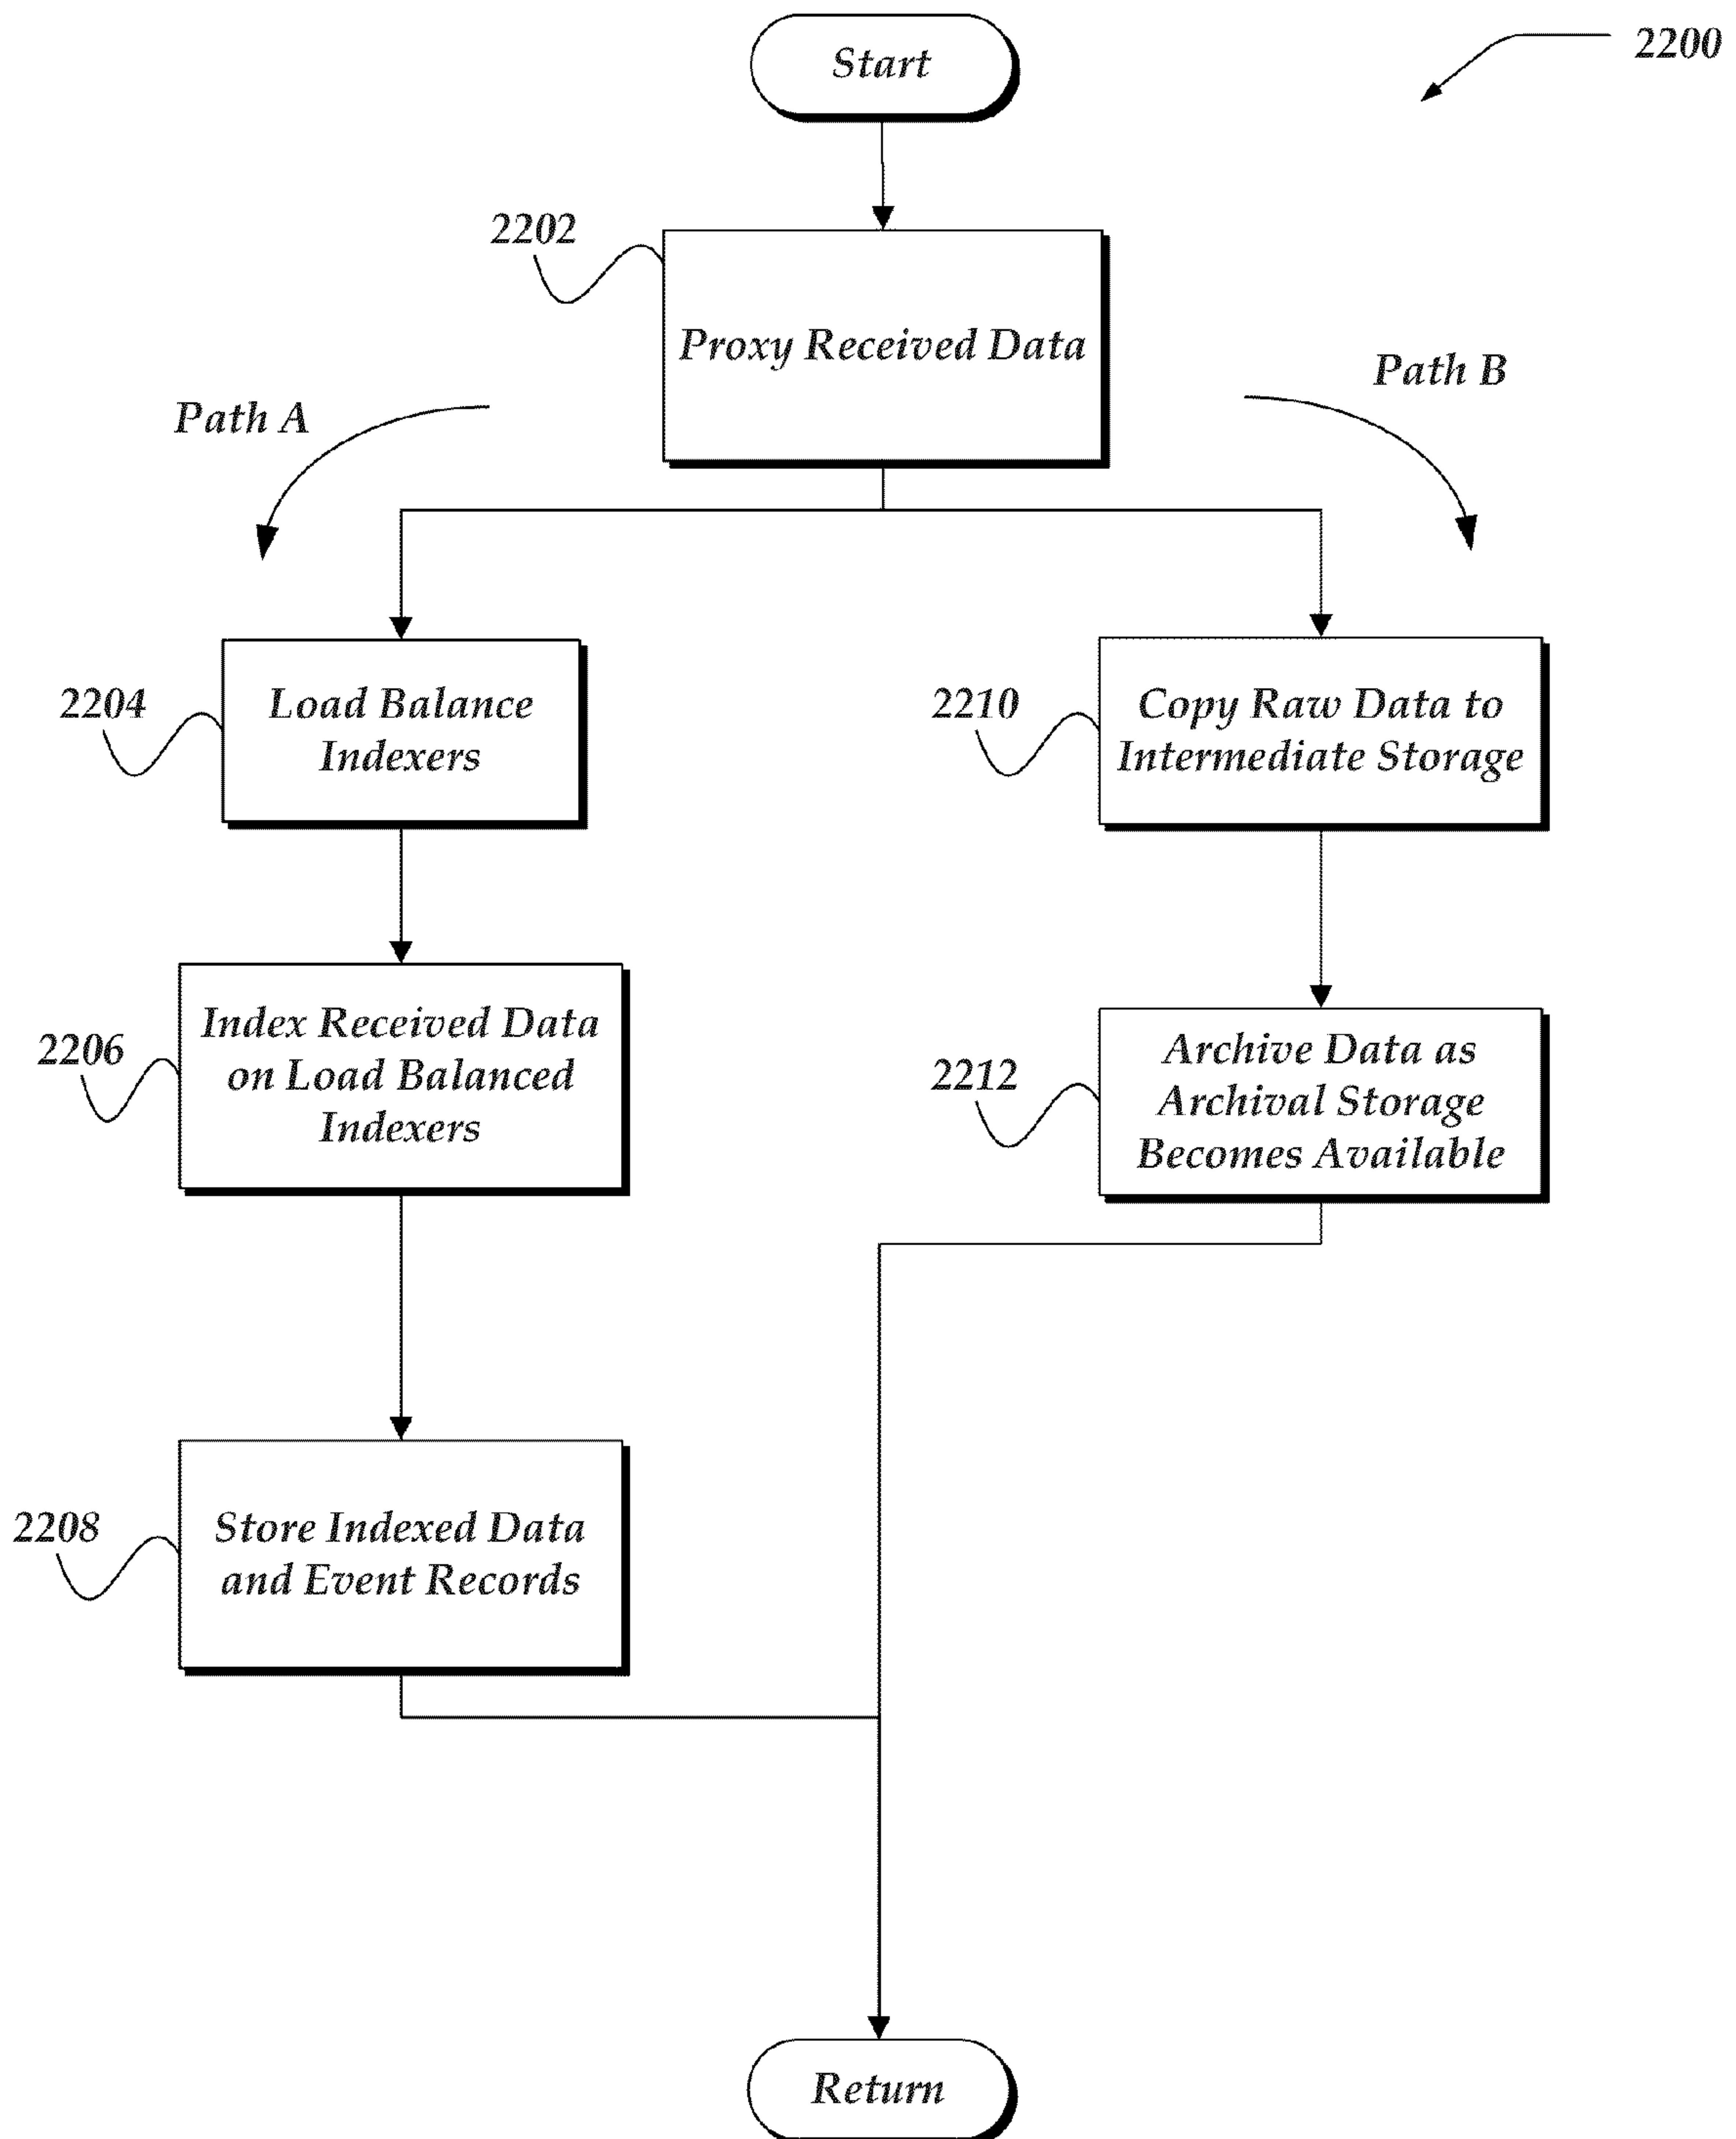 Start
2200
2202
Proxy Received Data
Path A
Path B
2204
Load Balance
Indexers
2210
Copy Raw Data to
Intermediate Storage
2206
Index Received Data
on Load Balanced
Indexers
2212
Archive Data as
Archival Storage
Becomes Available
2208
Store Indexed Data
and Event Records
Return